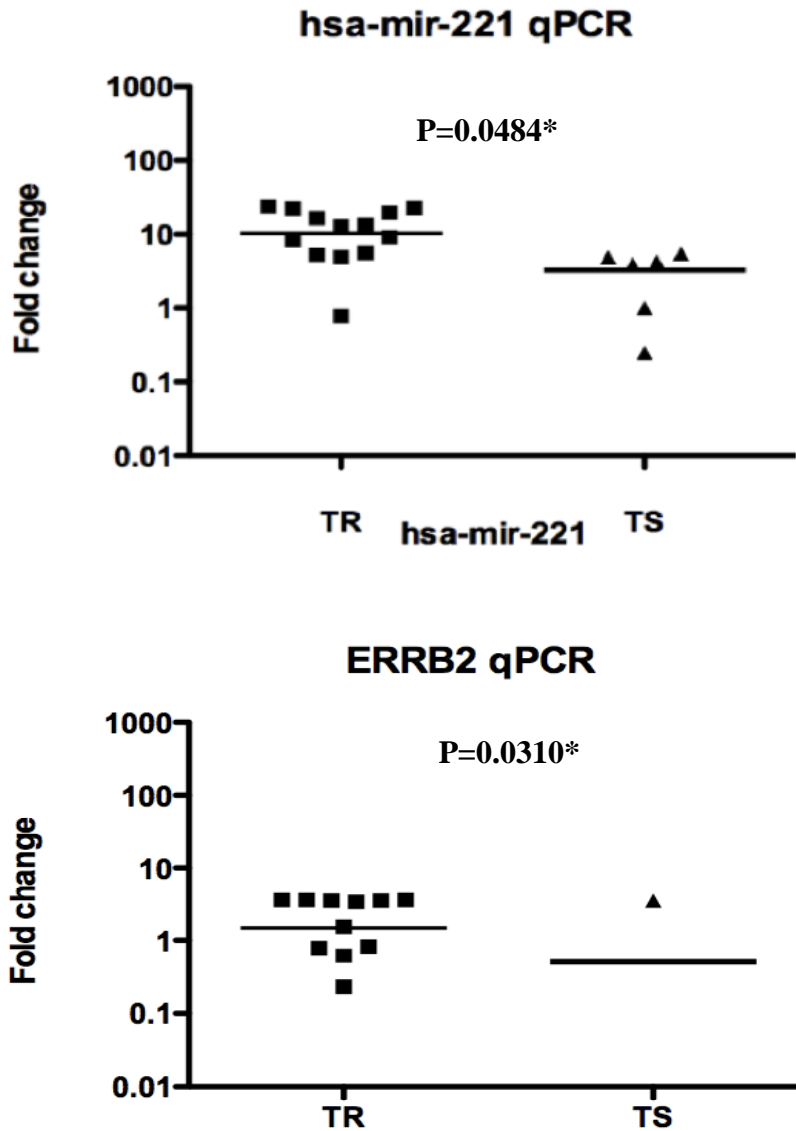 hsa-mir-221 qPCR
P=0.0484*
Fold change
1000
100
10
1
0.1
0.01
TR
TS
hsa-mir-221
ERRB2 qPCR
P=0.0310*
Fold change
1000
100
10
1
0.1
0.01
TR
TS